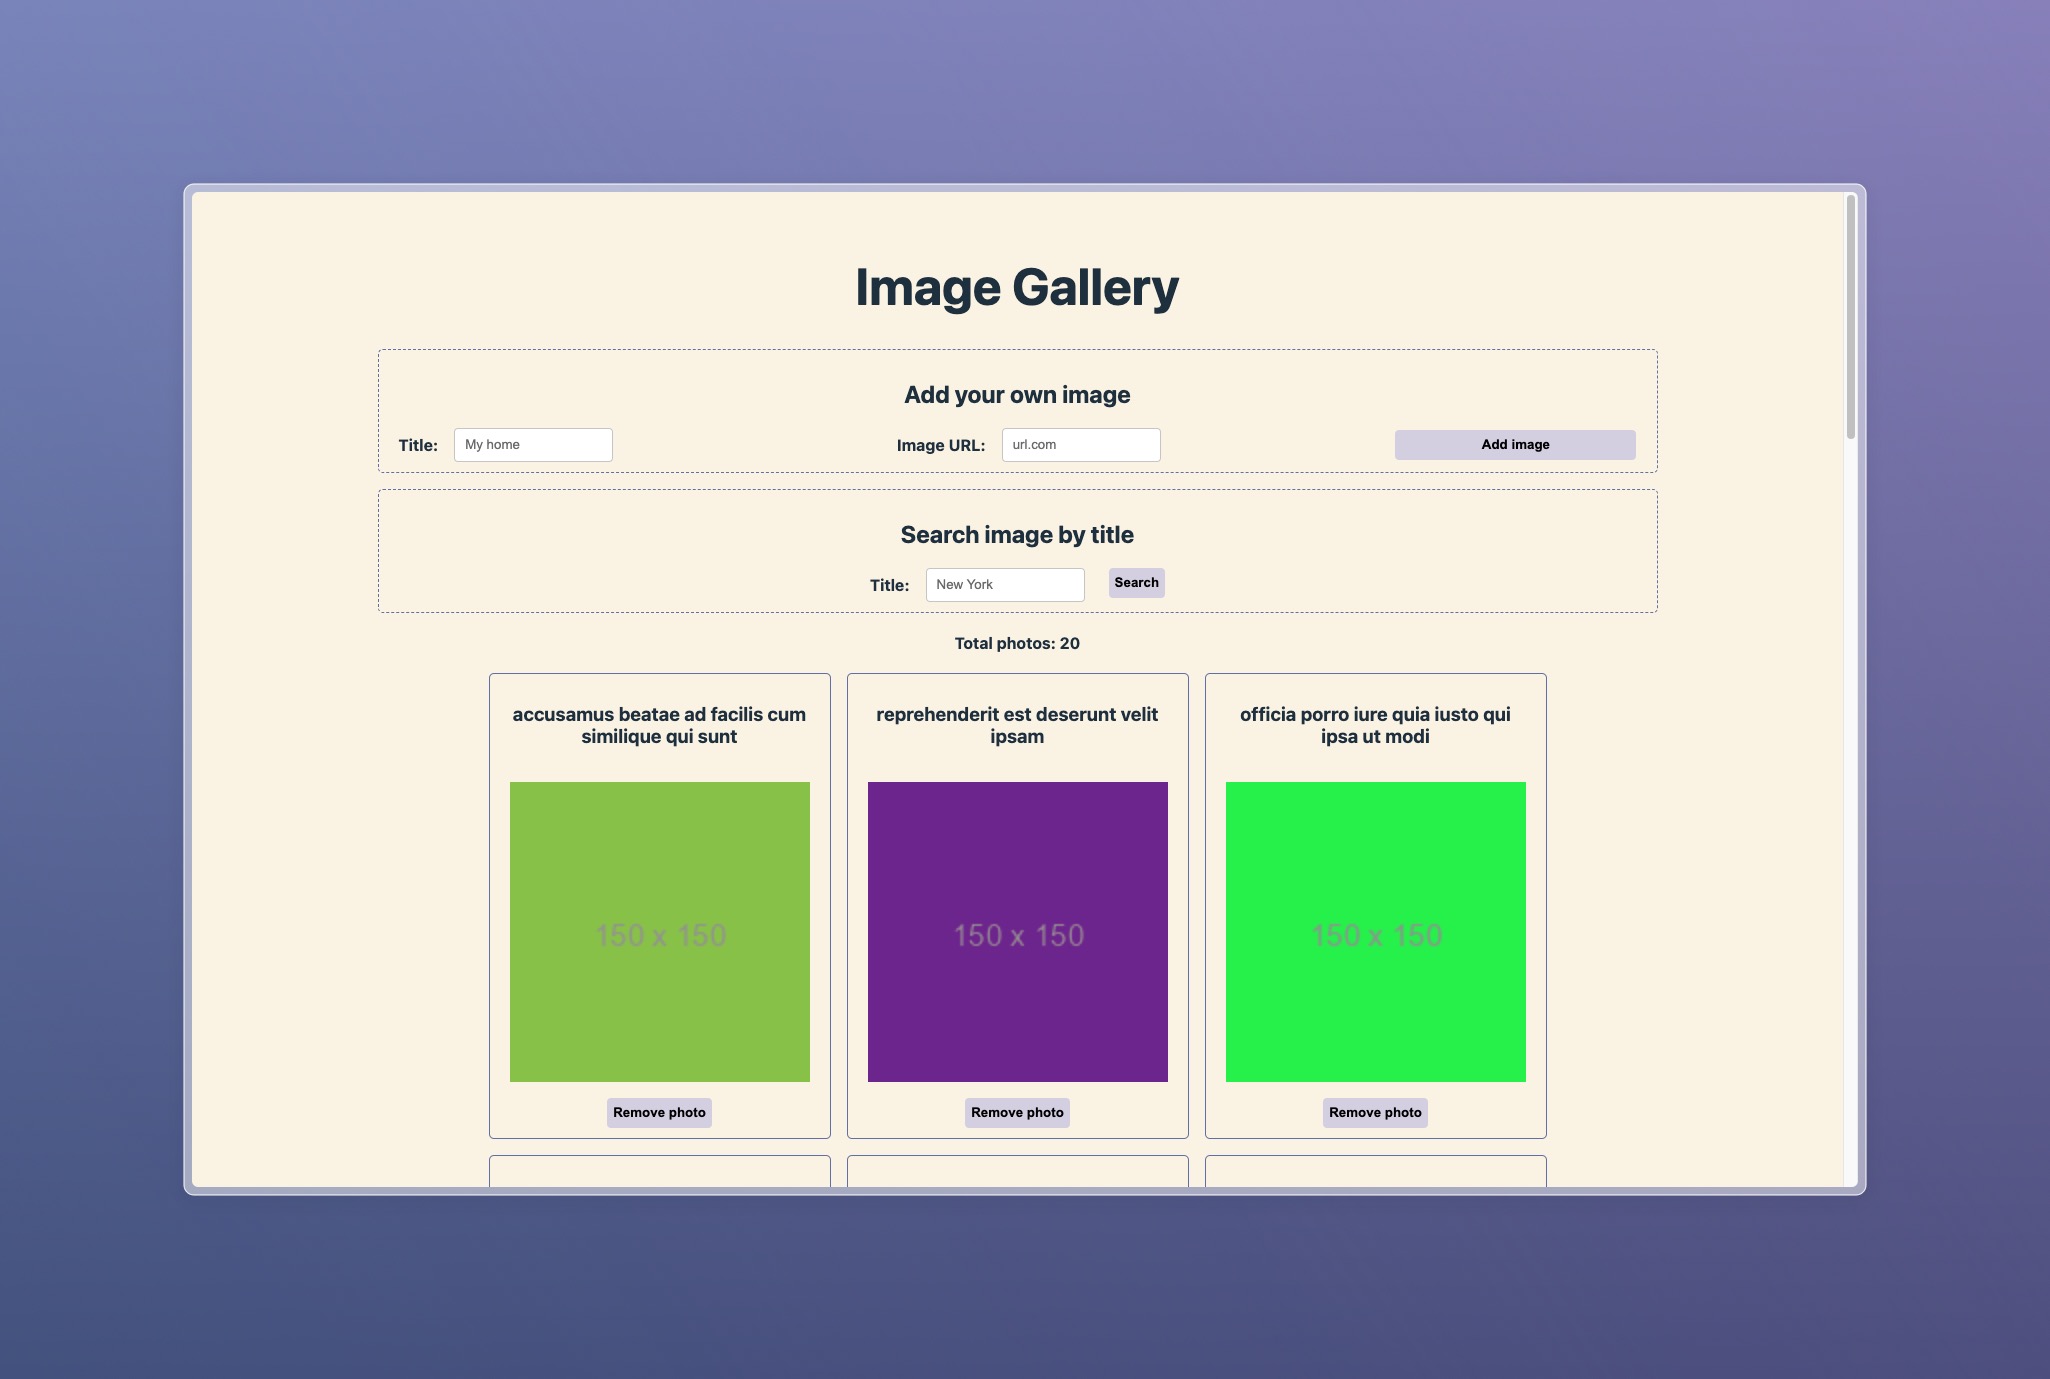 Image Gallery
Add your own image
Title: My home Image URL: url.com Add image
Search image by title
Title: New York Search
Total photos: 20
accusamus beatae ad facilis cum
similique qui sunt
150 x 150
Remove photo
reprehenderit est deserunt velit
ipsam
150 x 150
Remove photo
officia porro iure quia iusto qui
ipsa ut modi
150 x 150
Remove photo